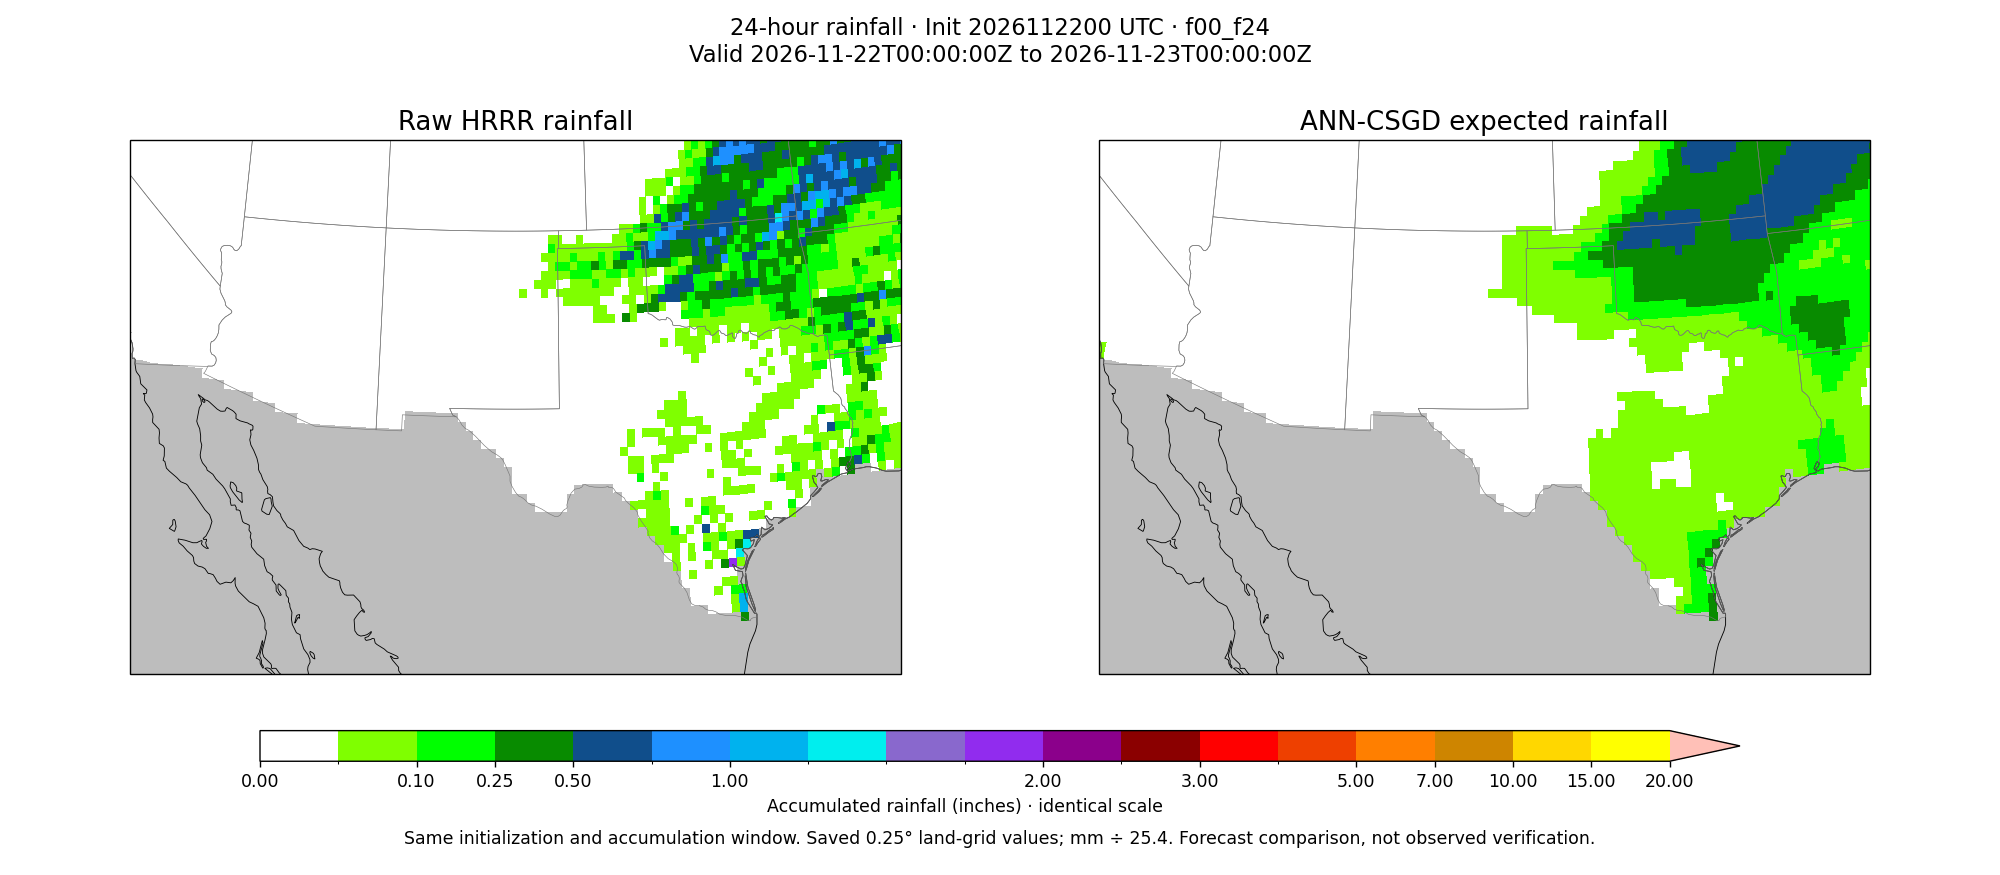 24-hour rainfall · Init 2026112200 UTC · f00_f24
Valid 2026-11-22T00:00:00Z to 2026-11-23T00:00:00Z
Raw HRRR rainfall
ANN-CSGD expected rainfall
0.00 0.10 0.25 0.50 1.00 2.00 3.00 5.00 7.00 10.00 15.00 20.00
Accumulated rainfall (inches) · identical scale
Same initialization and accumulation window. Saved 0.25° land-grid values; mm ÷ 25.4. Forecast comparison, not observed verification.